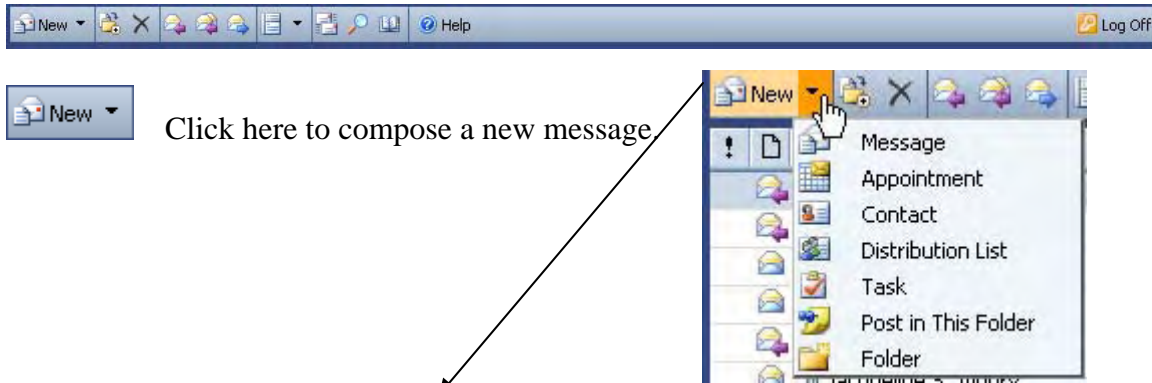 New Help Log Off
New
Click here to compose a new message.
New
Message
Appointment
Contact
Distribution List
Task
Post in This Folder
Folder